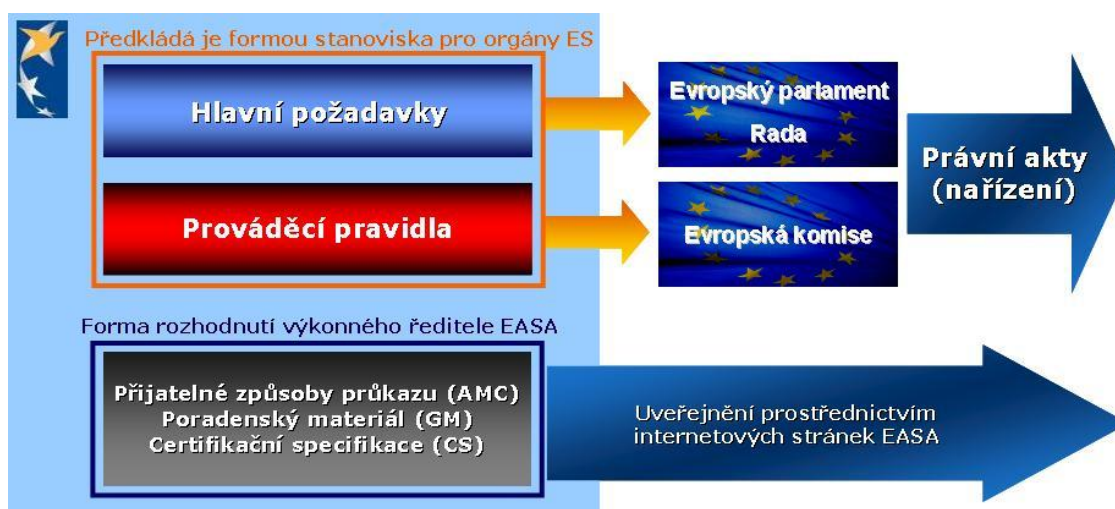 Předkládá je formou stanoviska pro orgány ES
Hlavní požadavky
Evropský parlament
Rada
Právní akty
(nařízení)
Prováděcí pravidla
Evropská komise
Forma rozhodnutí výkonného ředitele EASA
Přijatelné způsoby průkazu (AMC)
Poradenský materiál (GM)
Certifikační specifikace (CS)
Uveřejnění prostřednictvím
internetových stránek EASA